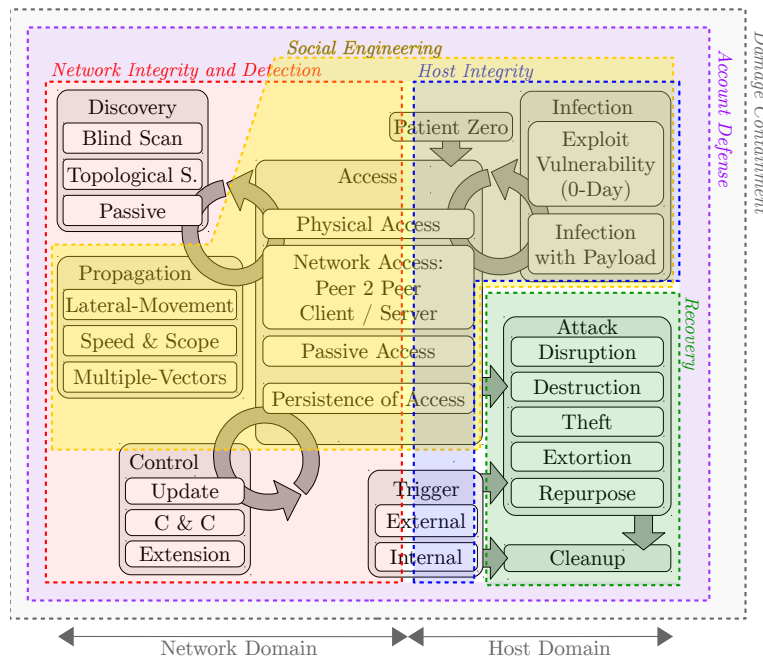 Social Engineering
Network Integrity and Detection
Host Integrity
Account Defense
Damage Containment
Discovery
Blind Scan
Topological S.
Passive
Patient Zero
Access
Physical Access
Network Access:
Peer 2 Peer
Client / Server
Passive Access
Persistence of Access
Infection
Exploit
Vulnerability
(0-Day)
Infection
with Payload
Propagation
Lateral-Movement
Speed & Scope
Multiple-Vectors
Recovery
Attack
Disruption
Destruction
Theft
Extortion
Repurpose
Control
Update
C & C
Extension
Trigger
External
Internal
Cleanup
Network Domain
Host Domain